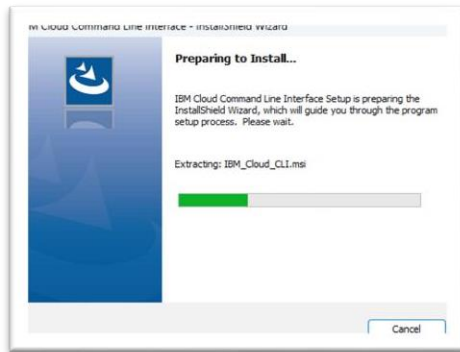 M Cloud Command Line Interface - InstallShield Wizard
Preparing to Install...
IBM Cloud Command Line Interface Setup is preparing the
InstallShield Wizard, which will guide you through the program
setup process. Please wait.
Extracting: IBM_Cloud_CLI.msi
Cancel